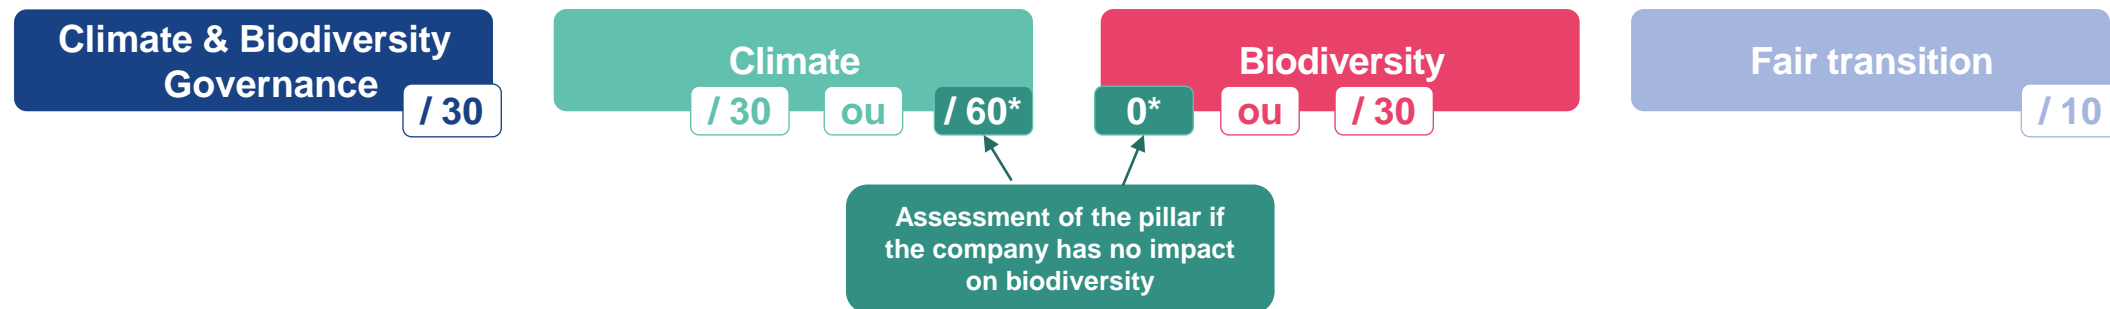 Climate & Biodiversity
Governance
/ 30
Climate
/ 30
ou
/ 60*
Biodiversity
0*
ou
/ 30
Fair transition
/ 10
Assessment of the pillar if
the company has no impact
on biodiversity